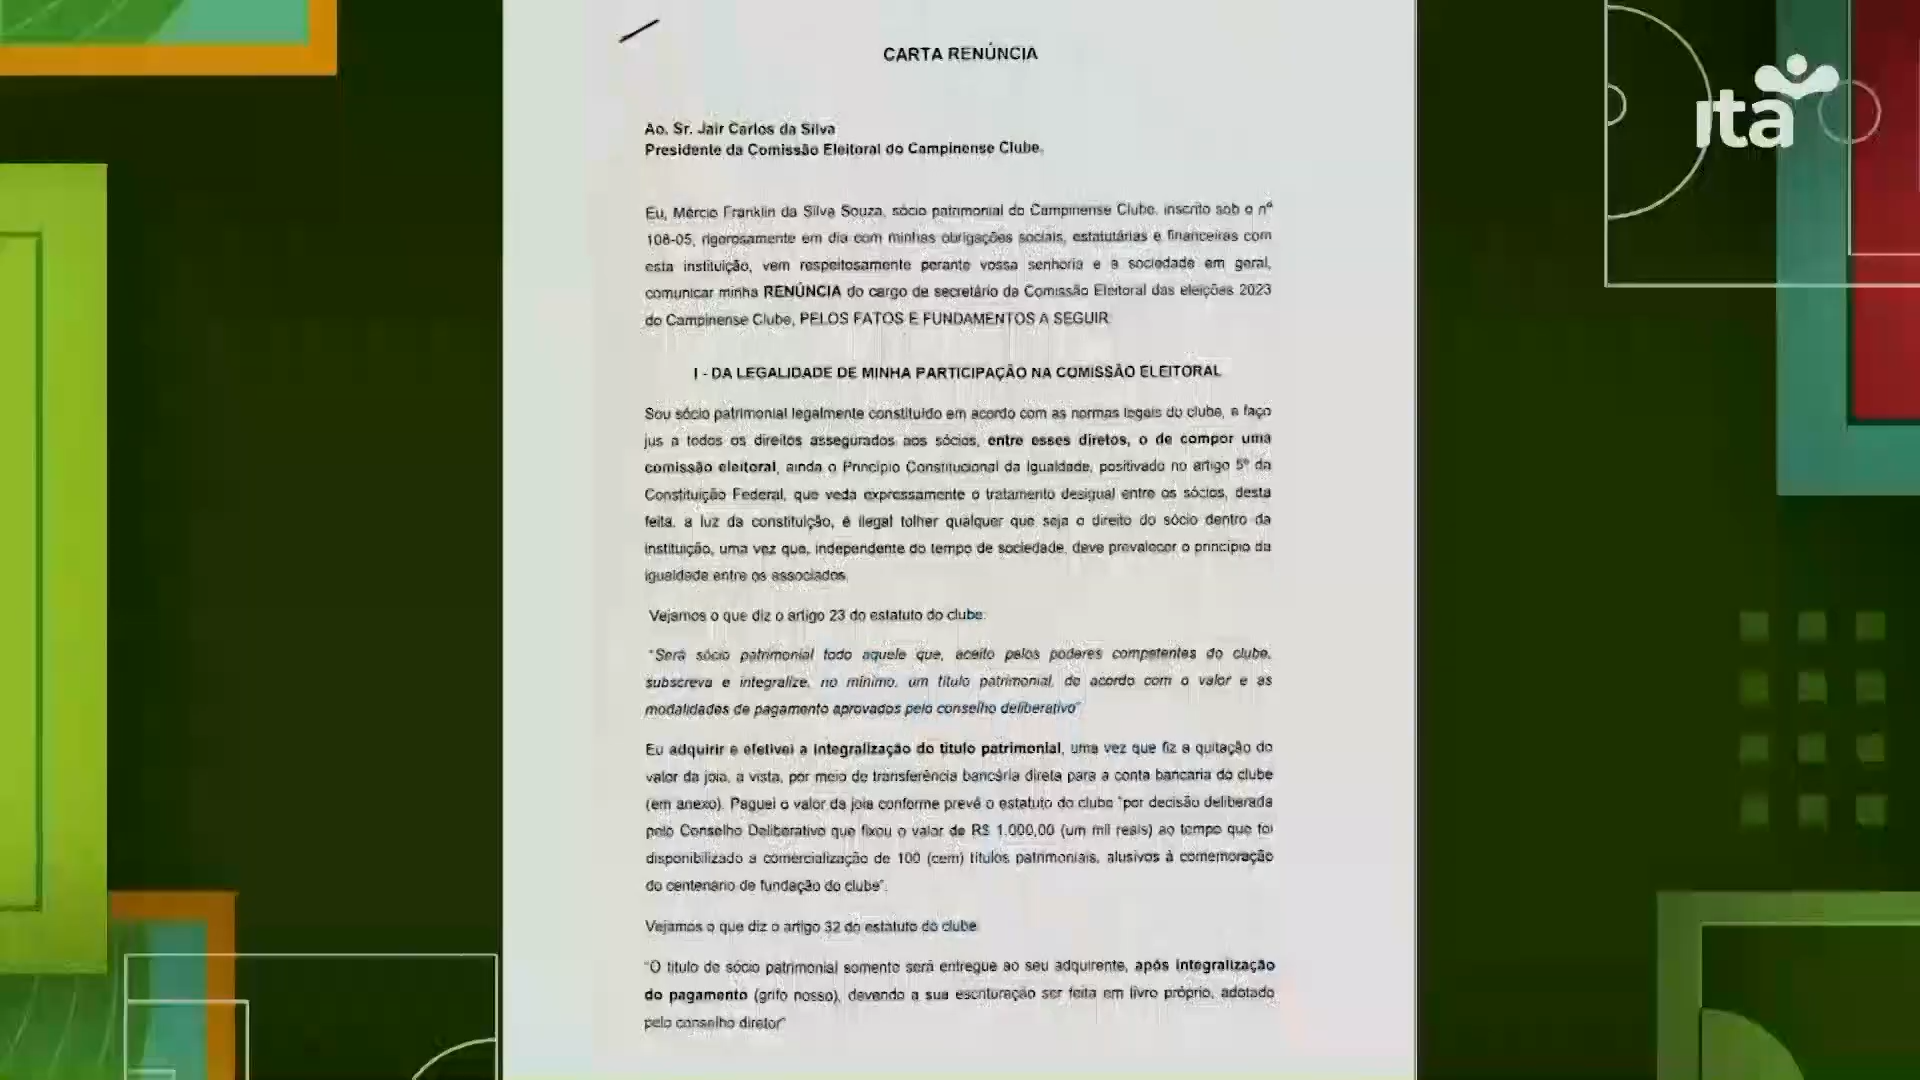 CARTA RENÚNCIA
ita
Ao. Sr. Jair Carlos da Silva
Presidente da Comissão Eleitoral do Campinense Clube.
Eu, Mércio Franklin da Silva Souza, sócio patrimonial do Campinense Clube, inscrito sob o nº
108-05, rigorosamente em dia com minhas obrigações sociais, estatutárias e financeiras com
esta instituição, vem respeitosamente perante vossa senhoria e a sociedade em geral,
comunicar minha RENÚNCIA do cargo de secretário da Comissão Eleitoral das eleições 2023
do Campinense Clube, PELOS FATOS E FUNDAMENTOS A SEGUIR
I - DA LEGALIDADE DE MINHA PARTICIPAÇÃO NA COMISSÃO ELEITORAL
Sou sócio patrimonial legalmente constituído em acordo com as normas legais do clube, e faço
jus a todos os direitos assegurados aos sócios, entre esses diretos, o de compor uma
comissão eleitoral, ainda o Princípio Constitucional da Igualdade, positivado no artigo 5º da
Constituição Federal, que veda expressamente o tratamento desigual entre os sócios, desta
feita, a luz da constituição, é ilegal tolher qualquer que seja o direito do sócio dentro da
instituição, uma vez que, independente do tempo de sociedade, deve prevalecer o princípio da
igualdade entre os associados.
Vejamos o que diz o artigo 23 do estatuto do clube:
"Será sócio patrimonial todo aquele que, aceito pelos poderes competentes do clube,
subscreva e integralize, no mínimo, um título patrimonial, de acordo com o valor e as
modalidades de pagamento aprovados pelo conselho deliberativo"
Eu adquirir e efetivei a integralização do título patrimonial, uma vez que fiz a quitação do
valor da joia, a vista, por meio de transferência bancária direta para a conta bancaria do clube
(em anexo). Paguei o valor da joia conforme prevê o estatuto do clube "por decisão deliberada
pelo Conselho Deliberativo que fixou o valor de R$ 1.000,00 (um mil reais) ao tempo que foi
disponibilizado a comercialização de 100 (cem) títulos patrimoniais, alusivos à comemoração
do centenário de fundação do clube".
Vejamos o que diz o artigo 32 do estatuto do clube
"O título de sócio patrimonial somente será entregue ao seu adquirente, após integralização
do pagamento (grifo nosso), devendo a sua escrituração ser feita em livro próprio, adotado
pelo conselho diretor"